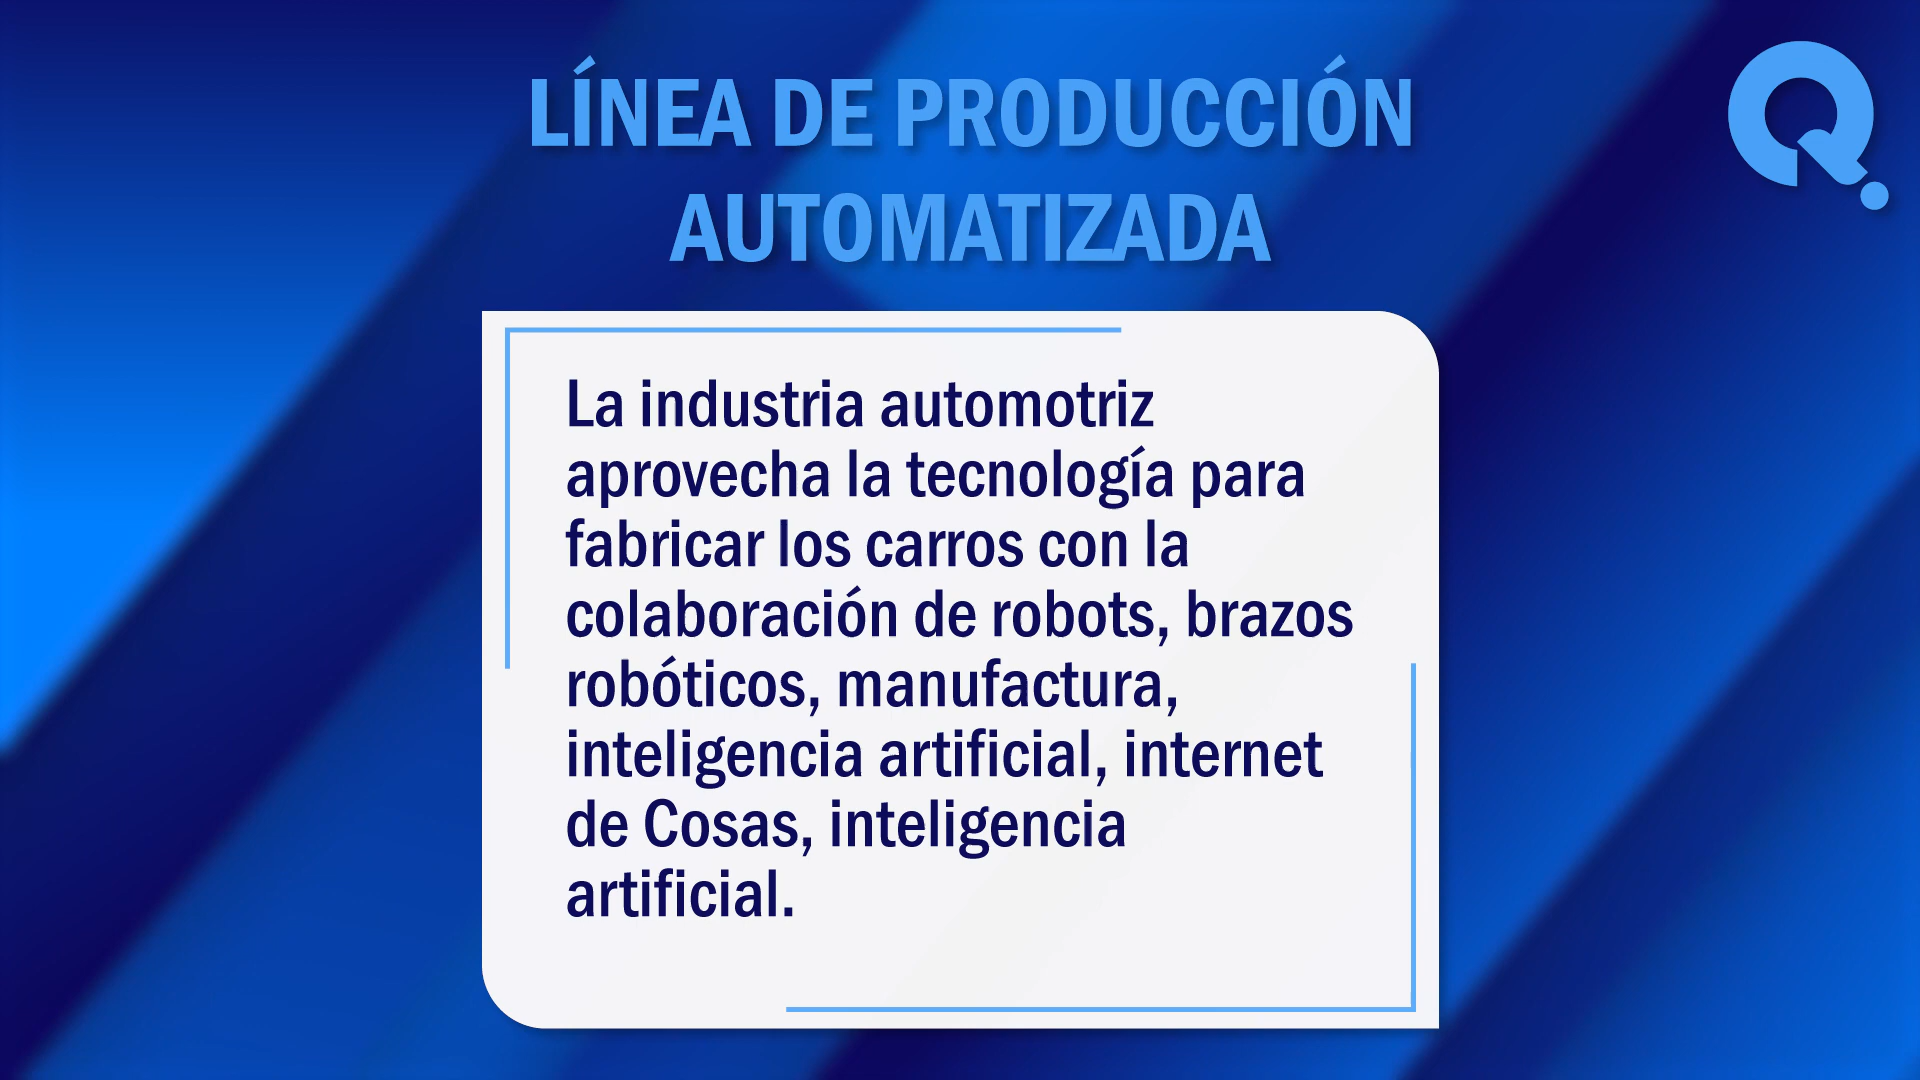 LÍNEA DE PRODUCCIÓN
AUTOMATIZADA
La industria automotriz
aprovecha la tecnología para
fabricar los carros con la
colaboración de robots, brazos
robóticos, manufactura,
inteligencia artificial, internet
de Cosas, inteligencia
artificial.